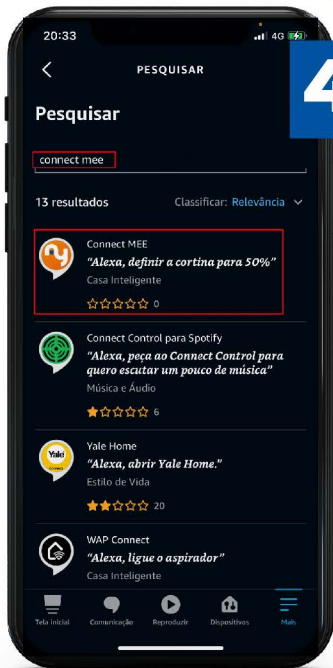 20:33
4G
4
PESQUISAR
Pesquisar
connect mee
13 resultados
Classificar: Relevância
Connect MEE
"Alexa, definir a cortina para 50%"
Casa Inteligente
0
Connect Control para Spotify
"Alexa, peça ao Connect Control para
quero escutar um pouco de música"
Música e Áudio
6
Yale
Yale Home
"Alexa, abrir Yale Home."
Estilo de Vida
20
WAP Connect
"Alexa, ligue o aspirador"
Casa Inteligente
Tela inicial
Comunicação
Reproduzir
Dispositivos
Mais